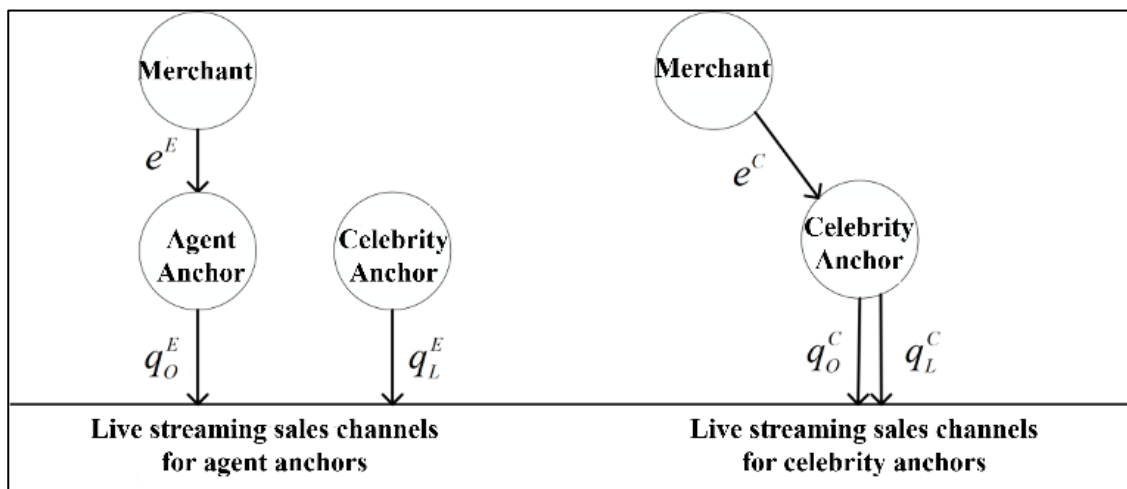 Merchant
e^E
Agent
Anchor
Celebrity
Anchor
q_O^E
q_L^E
Live streaming sales channels
for agent anchors
Merchant
e^C
Celebrity
Anchor
q_O^C
q_L^C
Live streaming sales channels
for celebrity anchors